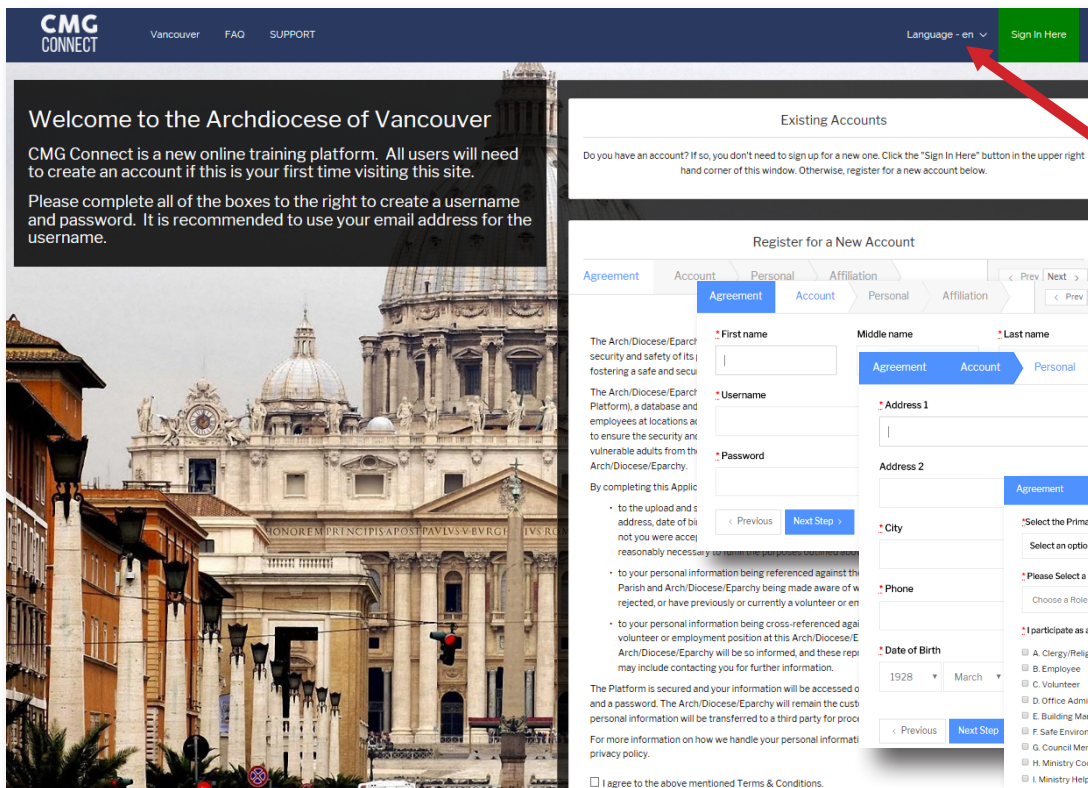 CMG
CONNECT
Vancouver
FAQ
SUPPORT
Language - en
Sign In Here
Welcome to the Archdiocese of Vancouver
CMG Connect is a new online training platform. All users will need
to create an account if this is your first time visiting this site.
Please complete all of the boxes to the right to create a username
and password. It is recommended to use your email address for the
username.
Existing Accounts
Do you have an account? If so, you don't need to sign up for a new one. Click the "Sign In Here" button in the upper right
hand corner of this window. Otherwise, register for a new account below.
Register for a New Account
Agreement
Account
Personal
Affiliation
< Prev
Next >
The Arch/Diocese/Eparch
security and safety of its
fostering a safe and secu
The Arch/Diocese/Eparch
Platform), a database and
employees at locations
to ensure the security and
vulnerable adults from the
Arch/Diocese/Eparchy.
By completing this Applic
• to the upload and s
address, date of bi
not you were accep
reasonably necessary to fulfill the purposes outlined
• to your personal information being referenced against the
Parish and Arch/Diocese/Eparchy being made aware of w
rejected, or have previously or currently a volunteer or em
• to your personal information being cross-referenced agai
volunteer or employment position at this Arch/Diocese/E
Arch/Diocese/Eparchy will be so informed, and these repr
may include contacting you for further information.
The Platform is secured and your information will be accessed o
and a password. The Arch/Diocese/Eparchy will remain the cust
personal information will be transferred to a third party for proce
For more information on how we handle your personal informati
privacy policy.
I agree to the above mentioned Terms & Conditions.
Agreement
Account
Personal
Affiliation
< Prev
* First name
Middle name
* Last name
* Username
* Password
< Previous
Next Step >
Agreement
Account
Personal
* Address 1
Address 2
* City
* Phone
* Date of Birth
1928
March
< Previous
Next Step
Agreement
*Select the Prima
Select an optio
* Please Select a
Choose a Role
* I participate as a
A. Clergy/Relig
B. Employee
C. Volunteer
D. Office Admi
E. Building Ma
F. Safe Environ
G. Council Mem
H. Ministry Coo
I. Ministry Help
HONOREM PRINCIPIS APOST PAVLVS V BVRGH